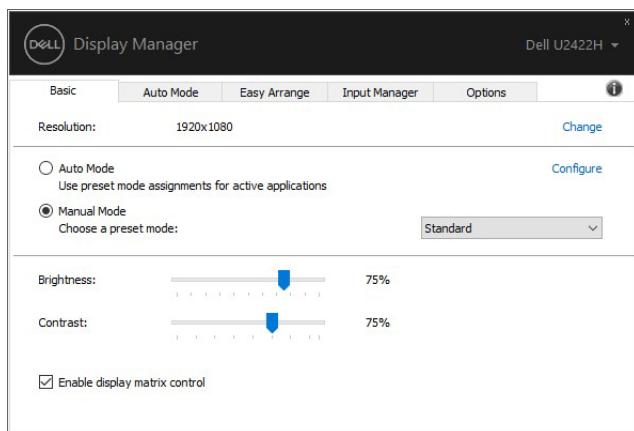 x
DELL Display Manager Dell U2422H
Basic Auto Mode Easy Arrange Input Manager Options i
Resolution: 1920x1080 Change
Auto Mode Configure
Use preset mode assignments for active applications
Manual Mode
Choose a preset mode: Standard
Brightness: 75%
Contrast: 75%
Enable display matrix control